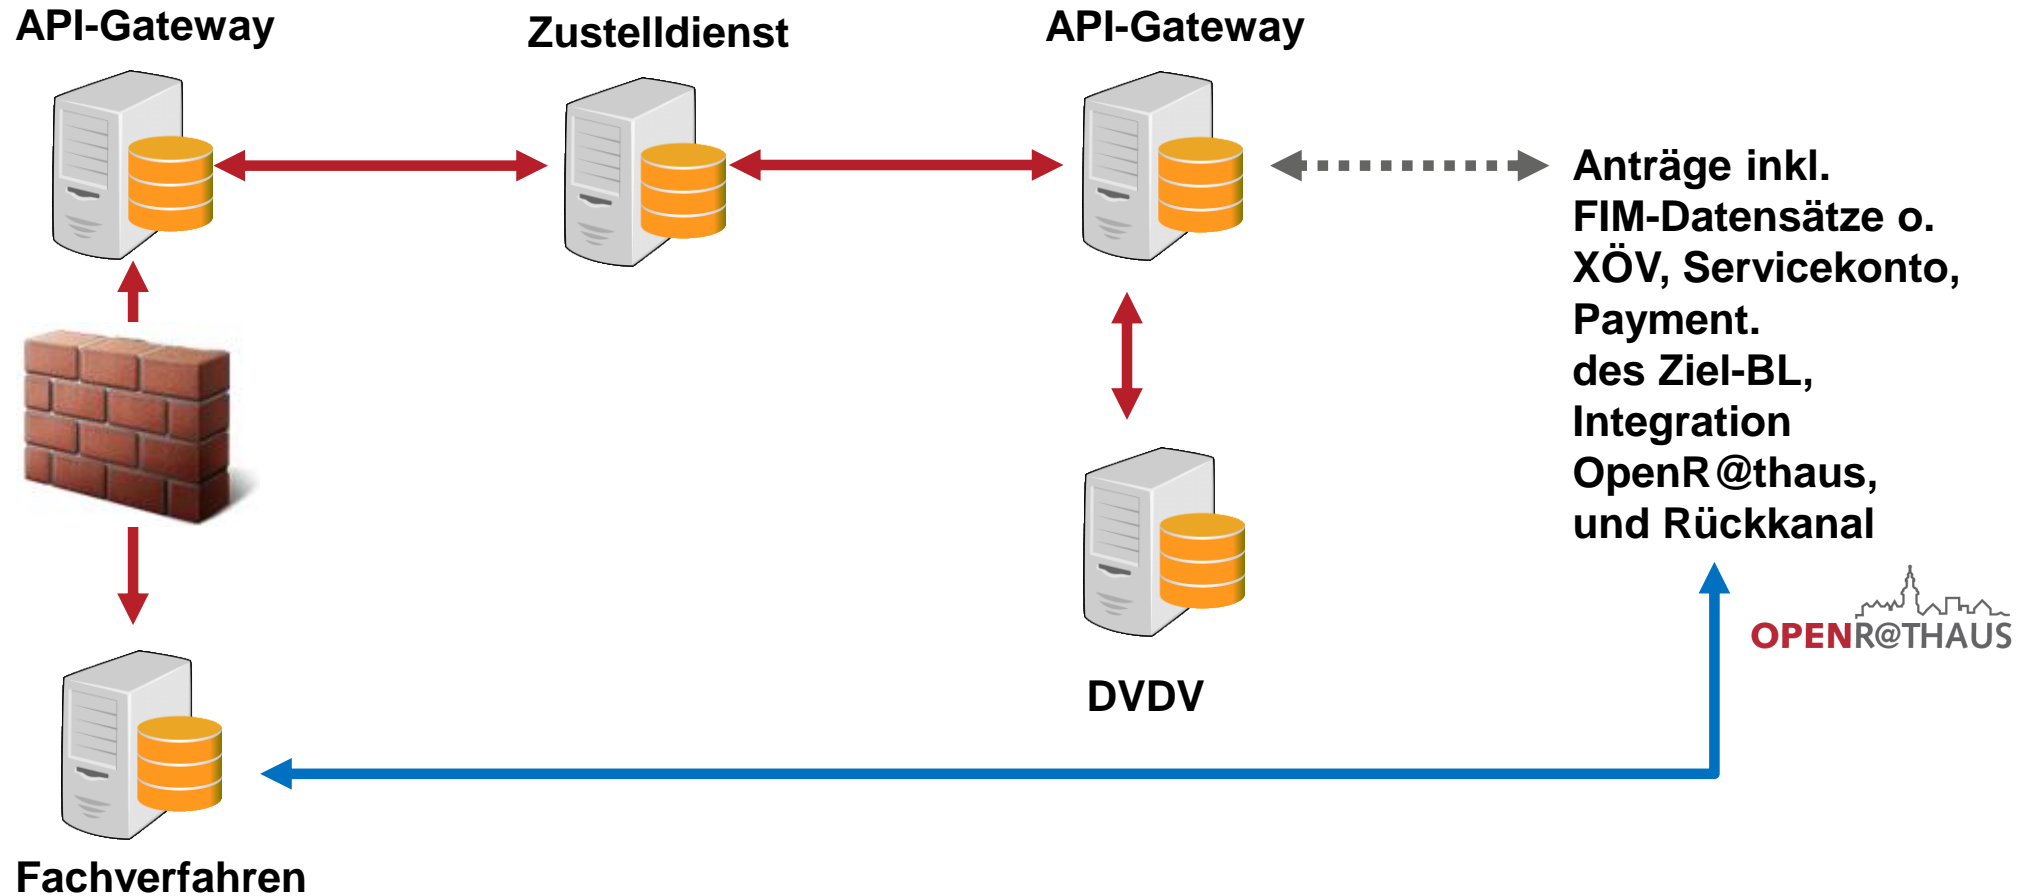 API-Gateway
Zustelldienst
API-Gateway
Anträge inkl.
FIM-Datensätze o.
XÖV, Servicekonto,
Payment.
des Ziel-BL,
Integration
OpenR@thaus,
und Rückkanal
OPENR@THAUS
DVDV
Fachverfahren